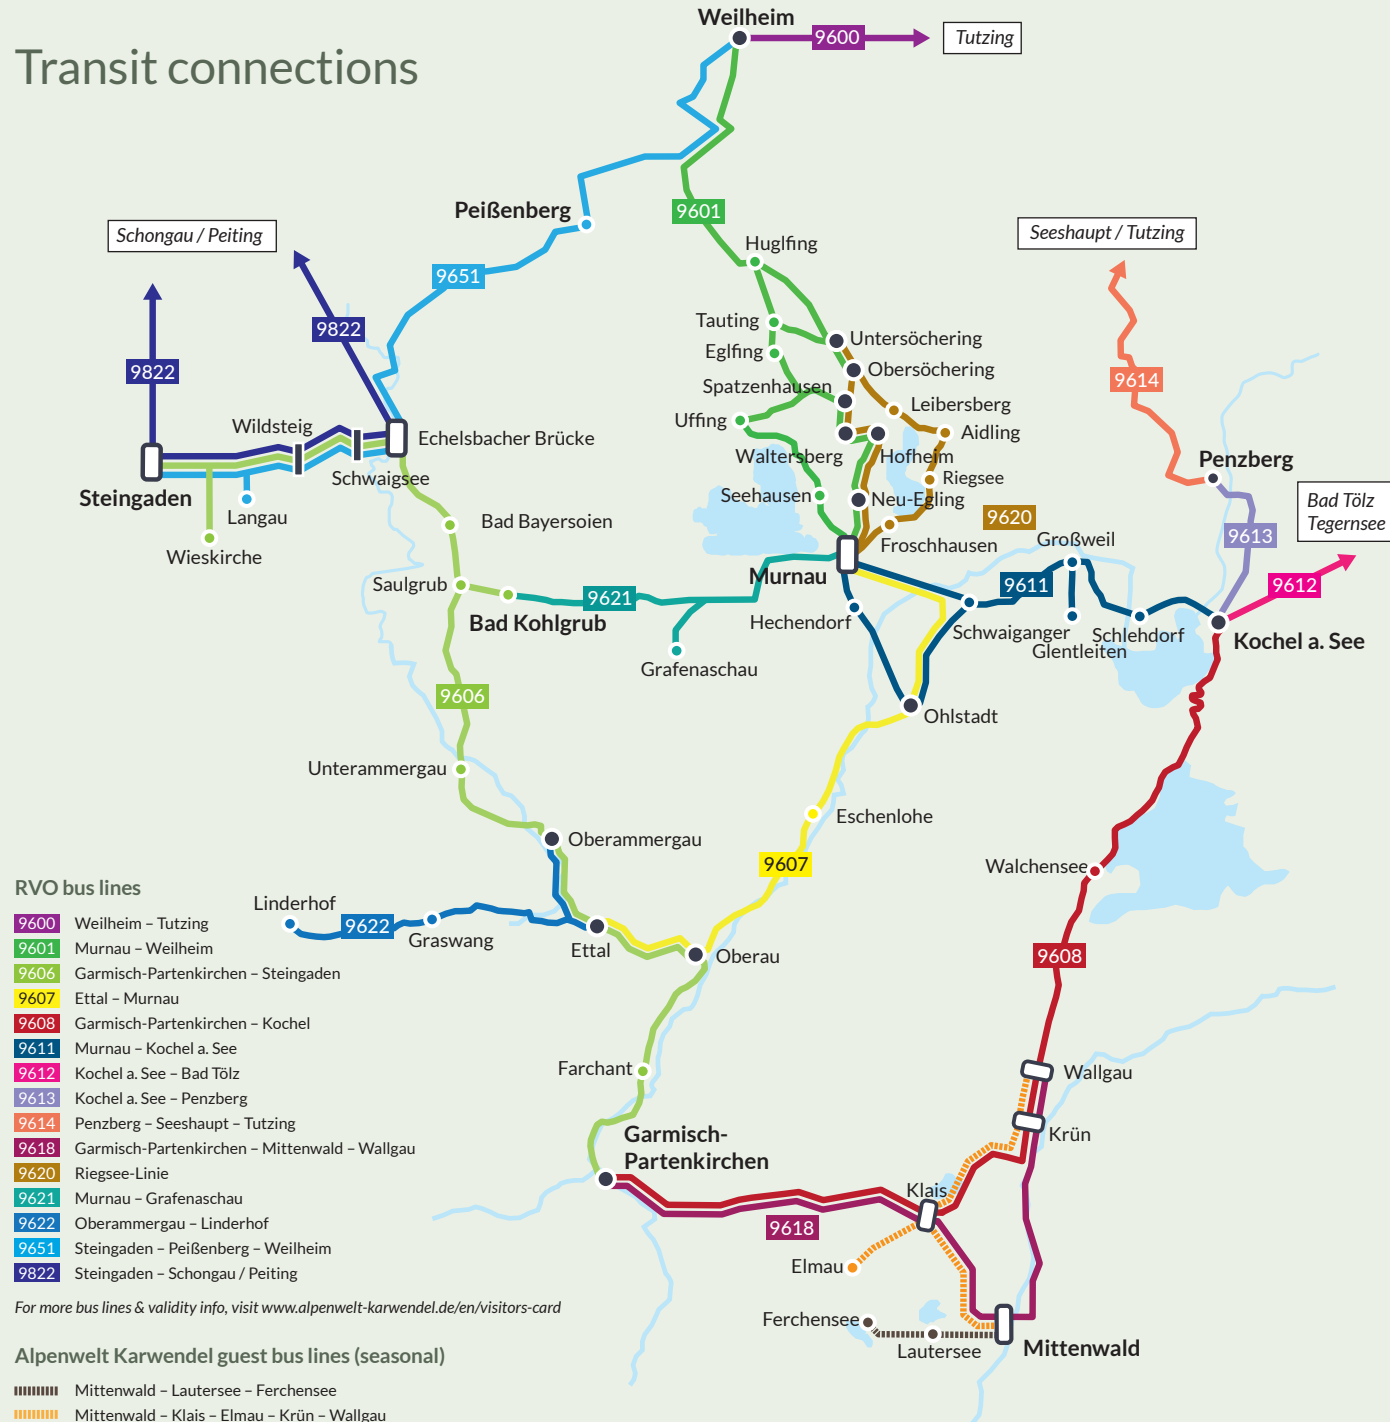 Transit connections
Weilheim
9600
Tutzing
Peißenberg
9601
Schongau / Peiting
Seeshaupt / Tutzing
Huglfing
9651
9822
9822
Tauting
Untersöchering
Eglfing
Obersöchering
9614
Spatzenhausen
Leibersberg
Uffing
Aidling
Wildsteig
Echelsbacher Brücke
Waltersberg
Hofheim
Penzberg
Schwaigsee
Riegsee
Steingaden
Seehausen
Neu-Egling
Bad Tölz
Tegernsee
Langau
9620
Bad Bayersoien
Froschhausen
Großweil
9613
Wieskirche
Murnau
Saulgrub
9621
9611
9612
Bad Kohlgrub
Hechendorf
Schwaiganger
Schlehdorf
Kochel a. See
Glentleiten
Grafenaschau
9606
Ohlstadt
Unterammergau
Eschenlohe
Oberammergau
9607
Walchensee
Linderhof
9622
Graswang
Ettal
Oberau
9608
Farchant
Wallgau
Krün
Garmisch-
Partenkirchen
Klais
9618
Elmau
Ferchensee
Lautersee
Mittenwald
RVO bus lines
9600 Weilheim – Tutzing
9601 Murnau – Weilheim
9606 Garmisch-Partenkirchen – Steingaden
9607 Ettal – Murnau
9608 Garmisch-Partenkirchen – Kochel
9611 Murnau – Kochel a. See
9612 Kochel a. See – Bad Tölz
9613 Kochel a. See – Penzberg
9614 Penzberg – Seeshaupt – Tutzing
9618 Garmisch-Partenkirchen – Mittenwald – Wallgau
9620 Riegsee-Linie
9621 Murnau – Grafenaschau
9622 Oberammergau – Linderhof
9651 Steingaden – Peißenberg – Weilheim
9822 Steingaden – Schongau / Peiting
For more bus lines & validity info, visit www.alpenwelt-karwendel.de/en/visitors-card
Alpenwelt Karwendel guest bus lines (seasonal)
Mittenwald – Lautersee – Ferchensee
Mittenwald – Klais – Elmau – Krün – Wallgau